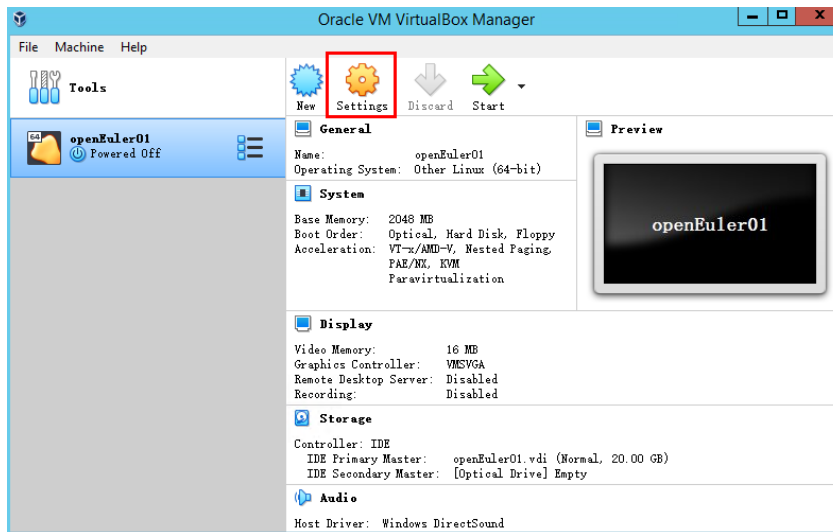 Oracle VM VirtualBox Manager
File Machine Help
Tools
New Settings Discard Start
64
openEuler01
Powered Off
General
Name: openEuler01
Operating System: Other Linux (64-bit)
System
Base Memory: 2048 MB
Boot Order: Optical, Hard Disk, Floppy
Acceleration: VT-x/AMD-V, Nested Paging,
PAE/NX, KVM
Paravirtualization
Preview
openEuler01
Display
Video Memory: 16 MB
Graphics Controller: VMSVGA
Remote Desktop Server: Disabled
Recording: Disabled
Storage
Controller: IDE
IDE Primary Master: openEuler01.vdi (Normal, 20.00 GB)
IDE Secondary Master: [Optical Drive] Empty
Audio
Host Driver: Windows DirectSound